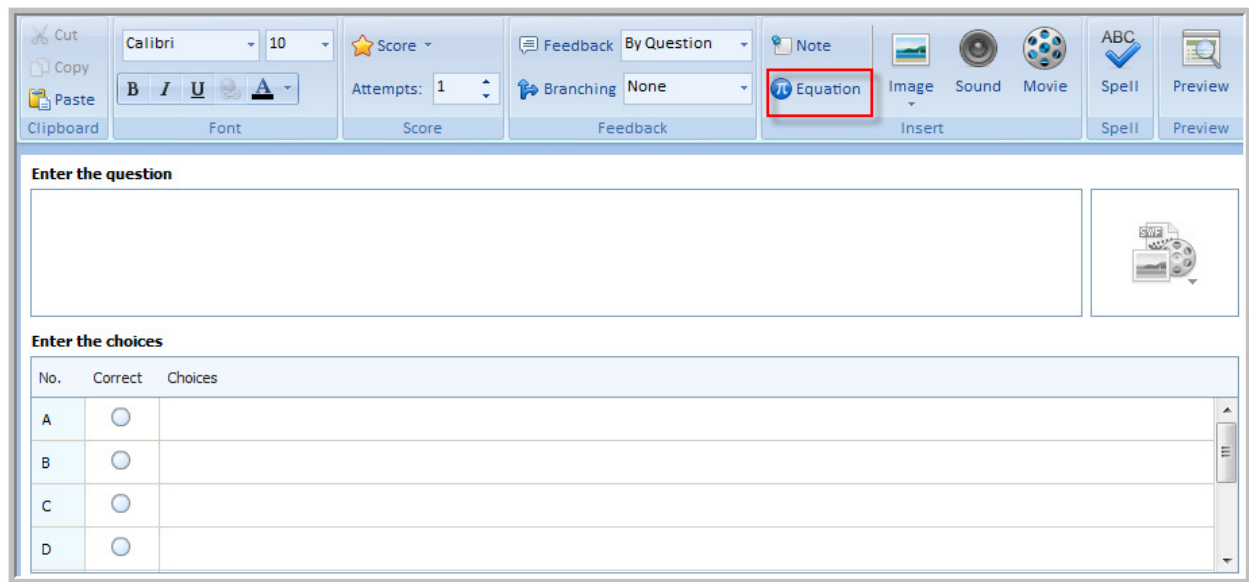 Cut
Copy
Paste
Clipboard
Calibri 10
B I U A
Font
Score
Attempts: 1
Score
Feedback By Question
Branching None
Feedback
Note
π Equation
Image
Sound
Movie
Insert
ABC
Spell
Spell
Preview
Preview
Enter the question
SWF
Enter the choices
No. Correct Choices
A
B
C
D